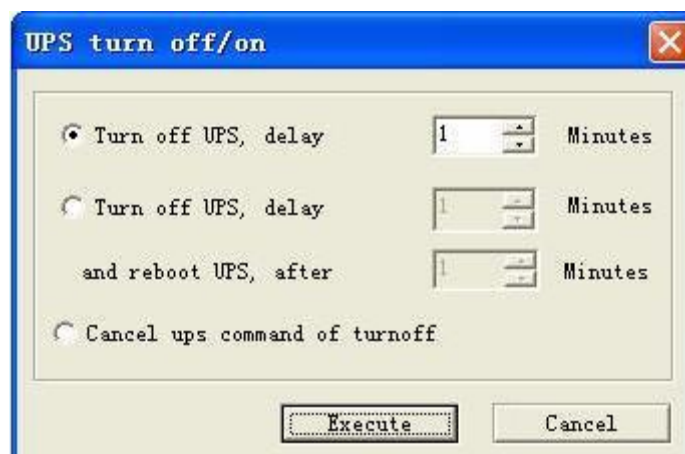 UPS turn off/on
Turn off UPS, delay 1 Minutes
Turn off UPS, delay 1 Minutes
and reboot UPS, after 1 Minutes
Cancel ups command of turnoff
Execute Cancel